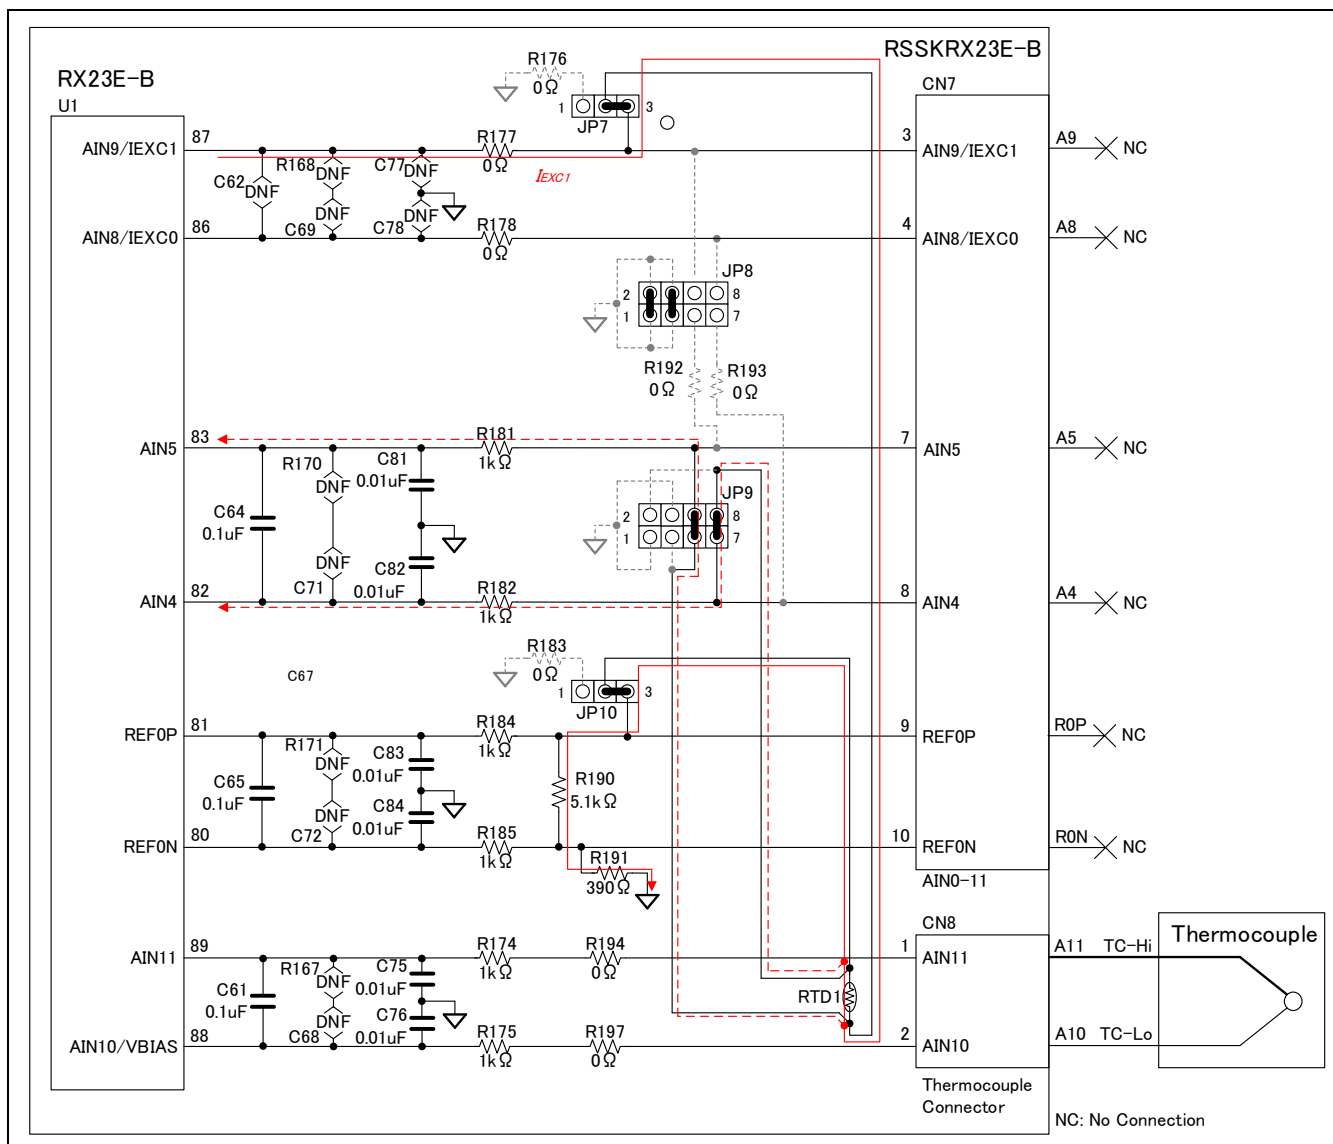 RX23E-B
U1
RSSKRX23E-B
CN7
R176
0Ω
1
3
JP7
AIN9/IEXC1
87
R177
0Ω
IEXC1
3
AIN9/IEXC1
A9
NC
C62
DNF
R168
DNF
DNF
C69
C77
DNF
DNF
C78
AIN8/IEXC0
86
R178
0Ω
4
AIN8/IEXC0
A8
NC
JP8
2
8
1
7
R192
0Ω
R193
0Ω
AIN5
83
R181
1kΩ
7
AIN5
A5
NC
C64
0.1uF
R170
DNF
DNF
C71
C81
0.01uF
C82
0.01uF
JP9
2
8
1
7
AIN4
82
R182
1kΩ
8
AIN4
A4
NC
R183
0Ω
1
3
JP10
C67
REF0P
81
R184
1kΩ
9
REF0P
R0P
NC
C65
0.1uF
R171
DNF
DNF
C72
C83
0.01uF
C84
0.01uF
R190
5.1kΩ
REF0N
80
R185
1kΩ
R191
390Ω
10
REF0N
R0N
NC
AIN0-11
CN8
AIN11
89
R174
1kΩ
R194
0Ω
1
AIN11
A11
TC-Hi
Thermocouple
C61
0.1uF
R167
DNF
DNF
C68
C75
0.01uF
C76
0.01uF
RTD1
AIN10/VBIAS
88
R175
1kΩ
R197
0Ω
2
AIN10
A10
TC-Lo
Thermocouple
Connector
NC: No Connection